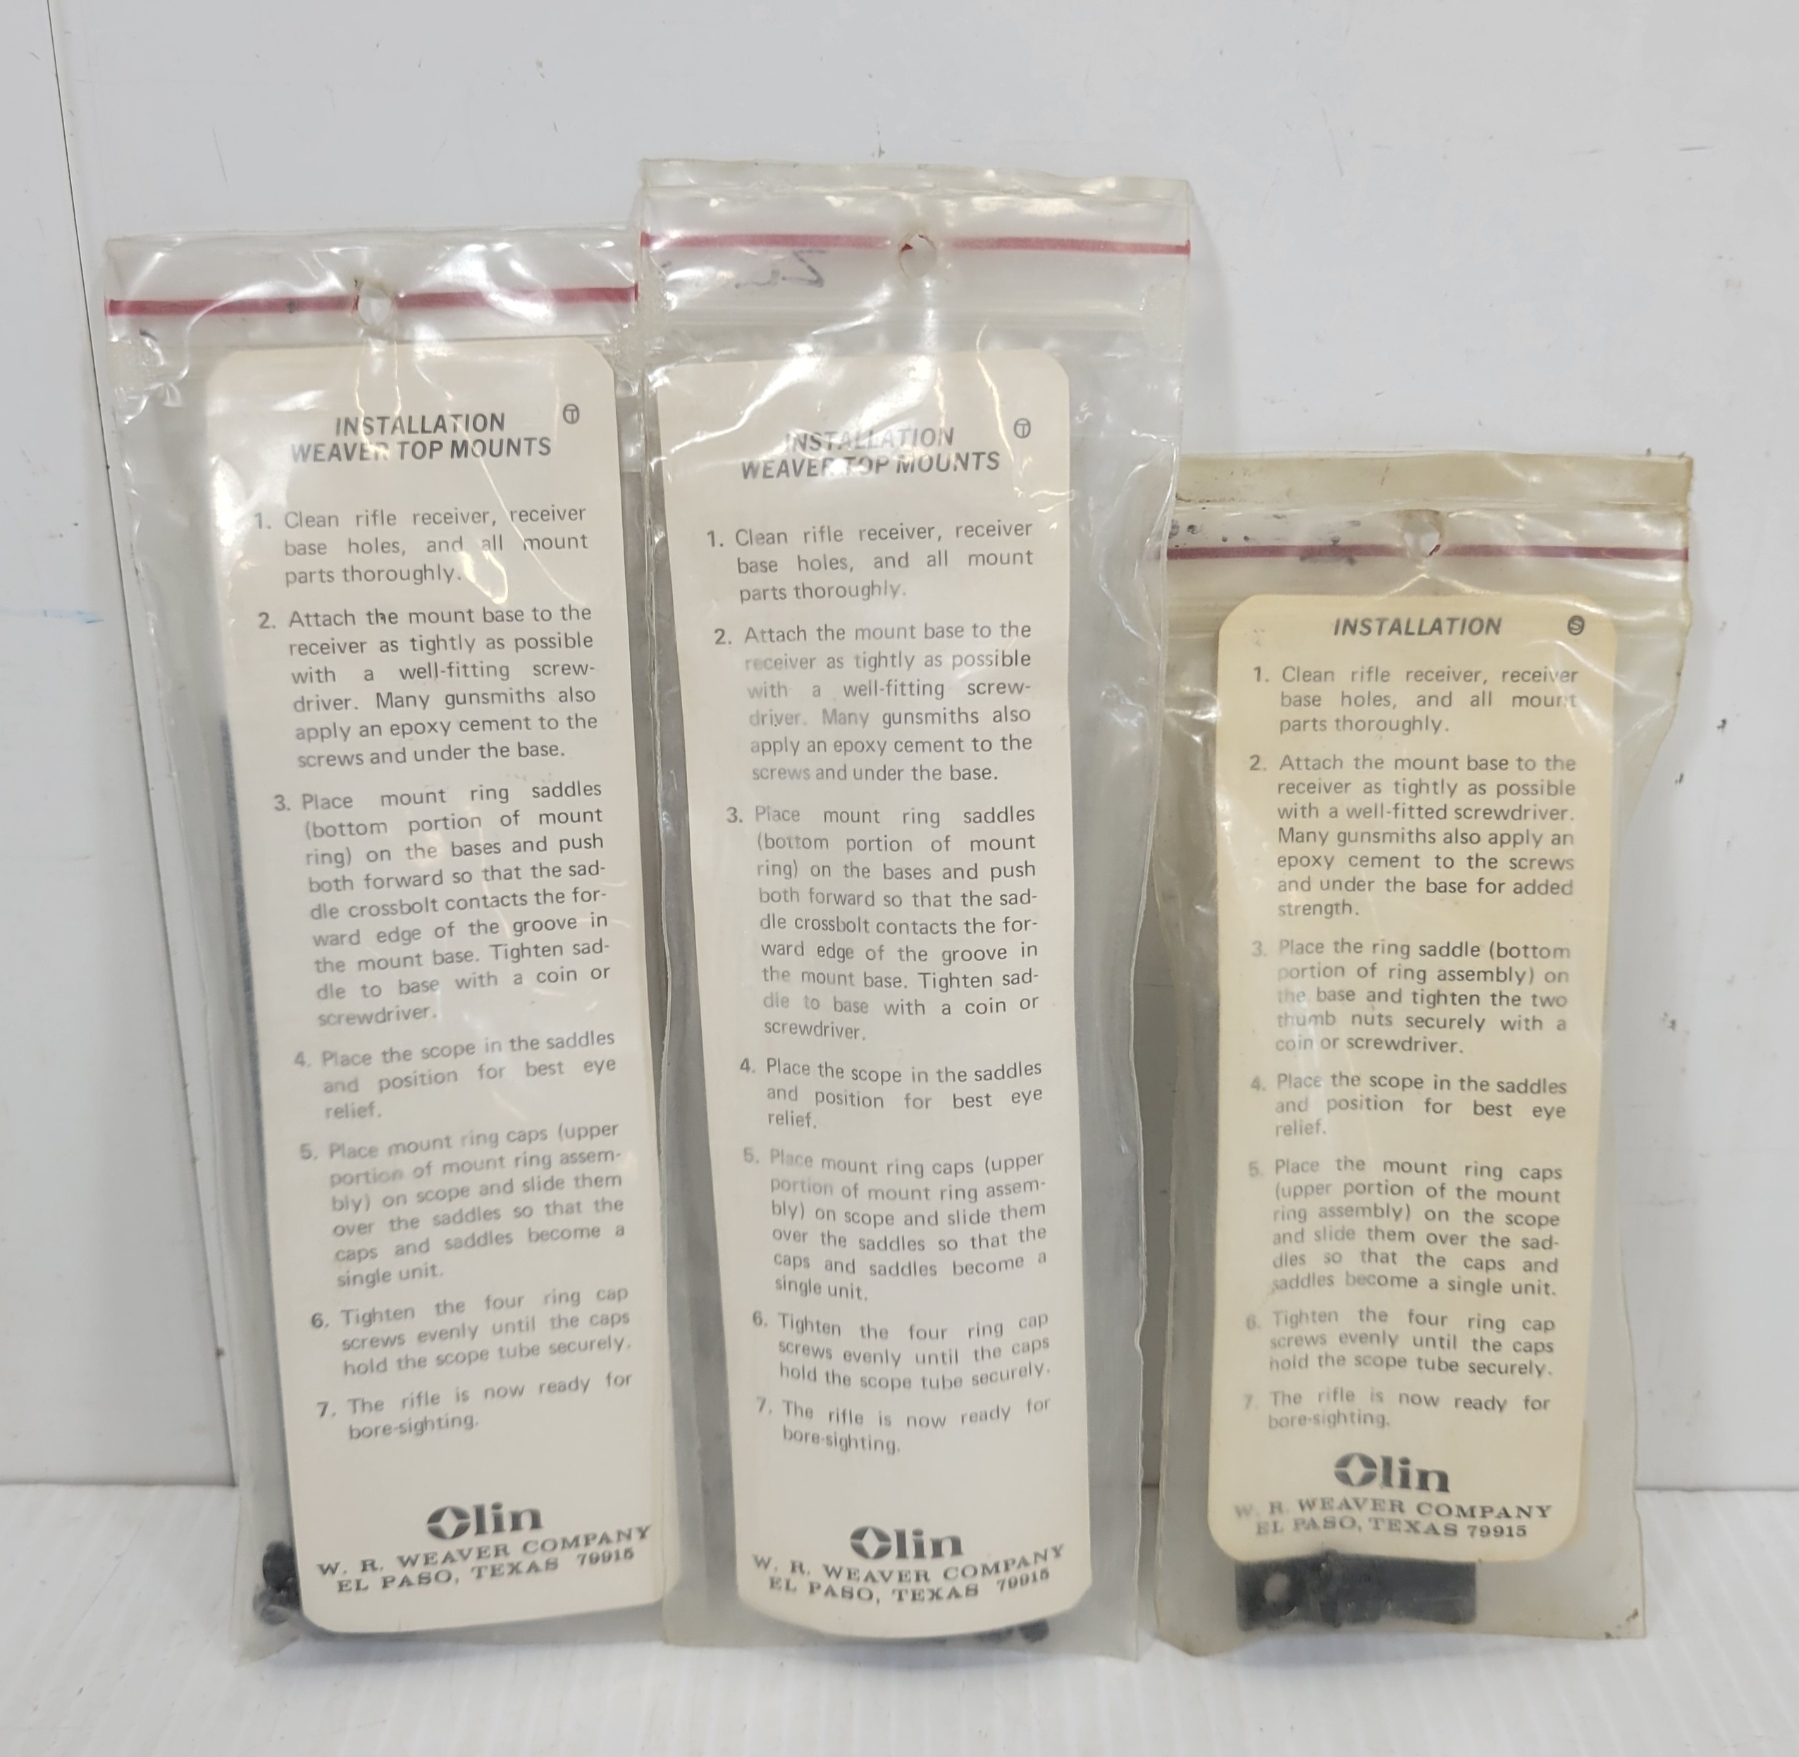 INSTALLATION Ⓣ
WEAVER TOP MOUNTS
1. Clean rifle receiver, receiver
base holes, and all mount
parts thoroughly.
2. Attach the mount base to the
receiver as tightly as possible
with a well-fitting screw-
driver. Many gunsmiths also
apply an epoxy cement to the
screws and under the base.
3. Place mount ring saddles
(bottom portion of mount
ring) on the bases and push
both forward so that the sad-
dle crossbolt contacts the for-
ward edge of the groove in
the mount base. Tighten sad-
dle to base with a coin or
screwdriver.
4. Place the scope in the saddles
and position for best eye
relief.
5. Place mount ring caps (upper
portion of mount ring assem-
bly) on scope and slide them
over the saddles so that the
caps and saddles become a
single unit.
6. Tighten the four ring cap
screws evenly until the caps
hold the scope tube securely.
7. The rifle is now ready for
bore-sighting.
Olin
W. R. WEAVER COMPANY
EL PASO, TEXAS 79915
INSTALLATION Ⓣ
WEAVER TOP MOUNTS
1. Clean rifle receiver, receiver
base holes, and all mount
parts thoroughly.
2. Attach the mount base to the
receiver as tightly as possible
with a well-fitting screw-
driver. Many gunsmiths also
apply an epoxy cement to the
screws and under the base.
3. Place mount ring saddles
(bottom portion of mount
ring) on the bases and push
both forward so that the sad-
dle crossbolt contacts the for-
ward edge of the groove in
the mount base. Tighten sad-
dle to base with a coin or
screwdriver.
4. Place the scope in the saddles
and position for best eye
relief.
5. Place mount ring caps (upper
portion of mount ring assem-
bly) on scope and slide them
over the saddles so that the
caps and saddles become a
single unit.
6. Tighten the four ring cap
screws evenly until the caps
hold the scope tube securely.
7. The rifle is now ready for
bore-sighting.
Olin
W. R. WEAVER COMPANY
EL PASO, TEXAS 79915
INSTALLATION Ⓢ
1. Clean rifle receiver, receiver
base holes, and all mount
parts thoroughly.
2. Attach the mount base to the
receiver as tightly as possible
with a well-fitted screwdriver.
Many gunsmiths also apply an
epoxy cement to the screws
and under the base for added
strength.
3. Place the ring saddle (bottom
portion of ring assembly) on
the base and tighten the two
thumb nuts securely with a
coin or screwdriver.
4. Place the scope in the saddles
and position for best eye
relief.
5. Place the mount ring caps
(upper portion of the mount
ring assembly) on the scope
and slide them over the sad-
dles so that the caps and
saddles become a single unit.
6. Tighten the four ring cap
screws evenly until the caps
hold the scope tube securely.
7. The rifle is now ready for
bore-sighting.
Olin
W. R. WEAVER COMPANY
EL PASO, TEXAS 79915